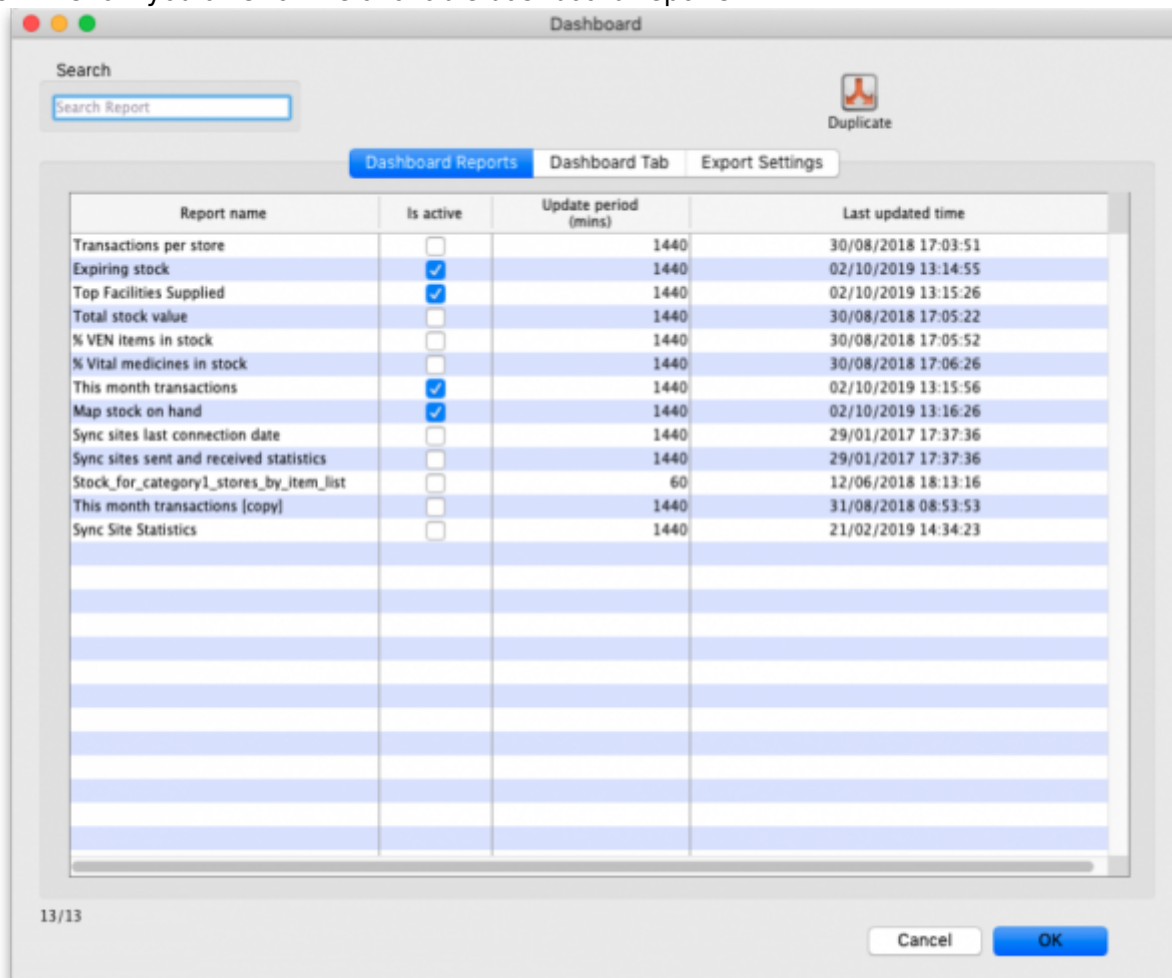 Dashboard
Search
Search Report
Duplicate
Dashboard Reports Dashboard Tab Export Settings
Report name Is active Update period (mins) Last updated time
Transactions per store 1440 30/08/2018 17:03:51
Expiring stock 1440 02/10/2019 13:14:55
Top Facilities Supplied 1440 02/10/2019 13:15:26
Total stock value 1440 30/08/2018 17:05:22
% VEN items in stock 1440 30/08/2018 17:05:52
% Vital medicines in stock 1440 30/08/2018 17:06:26
This month transactions 1440 02/10/2019 13:15:56
Map stock on hand 1440 02/10/2019 13:16:26
Sync sites last connection date 1440 29/01/2017 17:37:36
Sync sites sent and received statistics 1440 29/01/2017 17:37:36
Stock_for_category1_stores_by_item_list 60 12/06/2018 18:13:16
This month transactions [copy] 1440 31/08/2018 08:53:53
Sync Site Statistics 1440 21/02/2019 14:34:23
13/13
Cancel OK